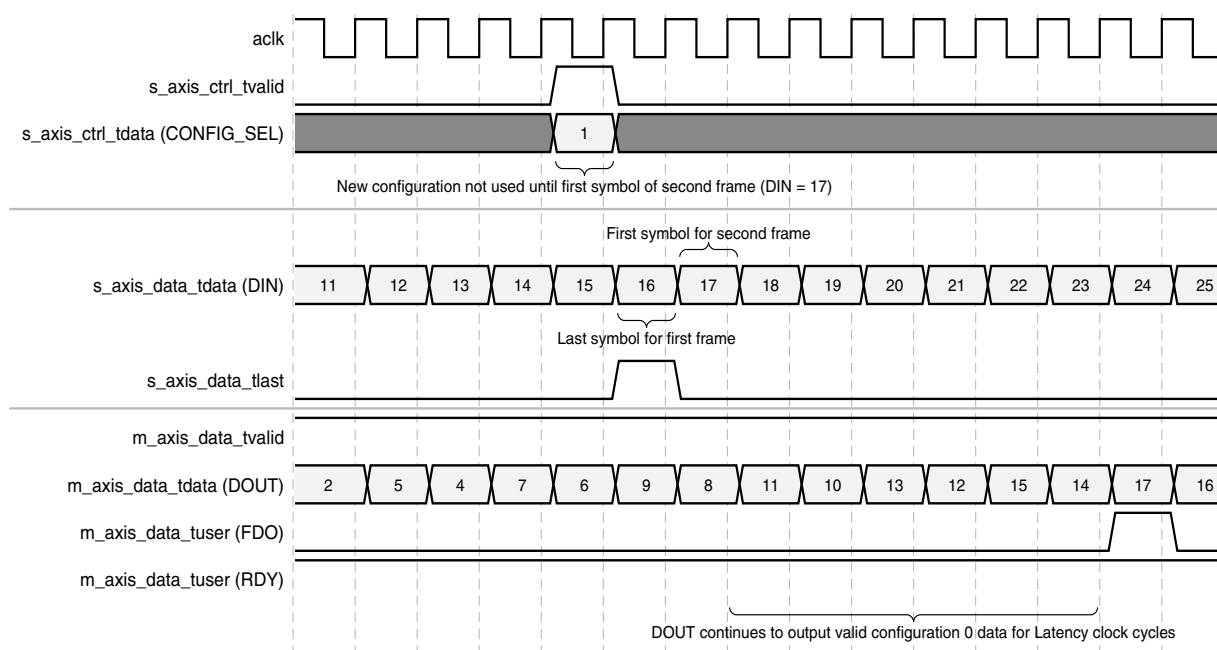 aclk
s_axis_ctrl_tvalid
s_axis_ctrl_tdata (CONFIG_SEL) 1
New configuration not used until first symbol of second frame (DIN = 17)
First symbol for second frame
s_axis_data_tdata (DIN) 11 12 13 14 15 16 17 18 19 20 21 22 23 24 25
Last symbol for first frame
s_axis_data_tlast
m_axis_data_tvalid
m_axis_data_tdata (DOUT) 2 5 4 7 6 9 8 11 10 13 12 15 14 17 16
m_axis_data_tuser (FDO)
m_axis_data_tuser (RDY)
DOUT continues to output valid configuration 0 data for Latency clock cycles